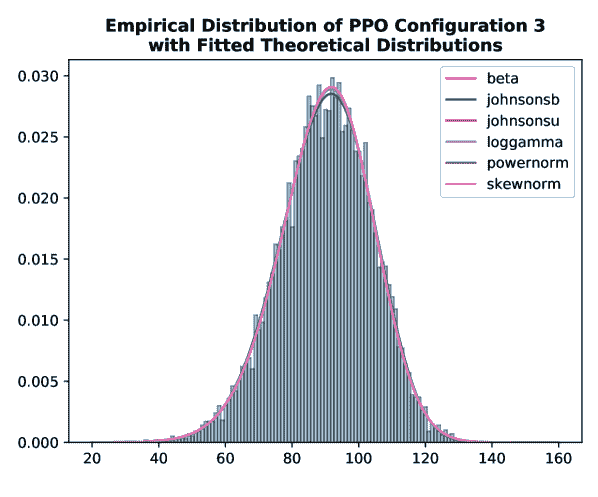 Empirical Distribution of PPO Configuration 3
with Fitted Theoretical Distributions
0.030
0.025
0.020
0.015
0.010
0.005
0.000
beta
johnsonsb
johnsonsu
loggamma
powernorm
skewnorm
20 40 60 80 100 120 140 160